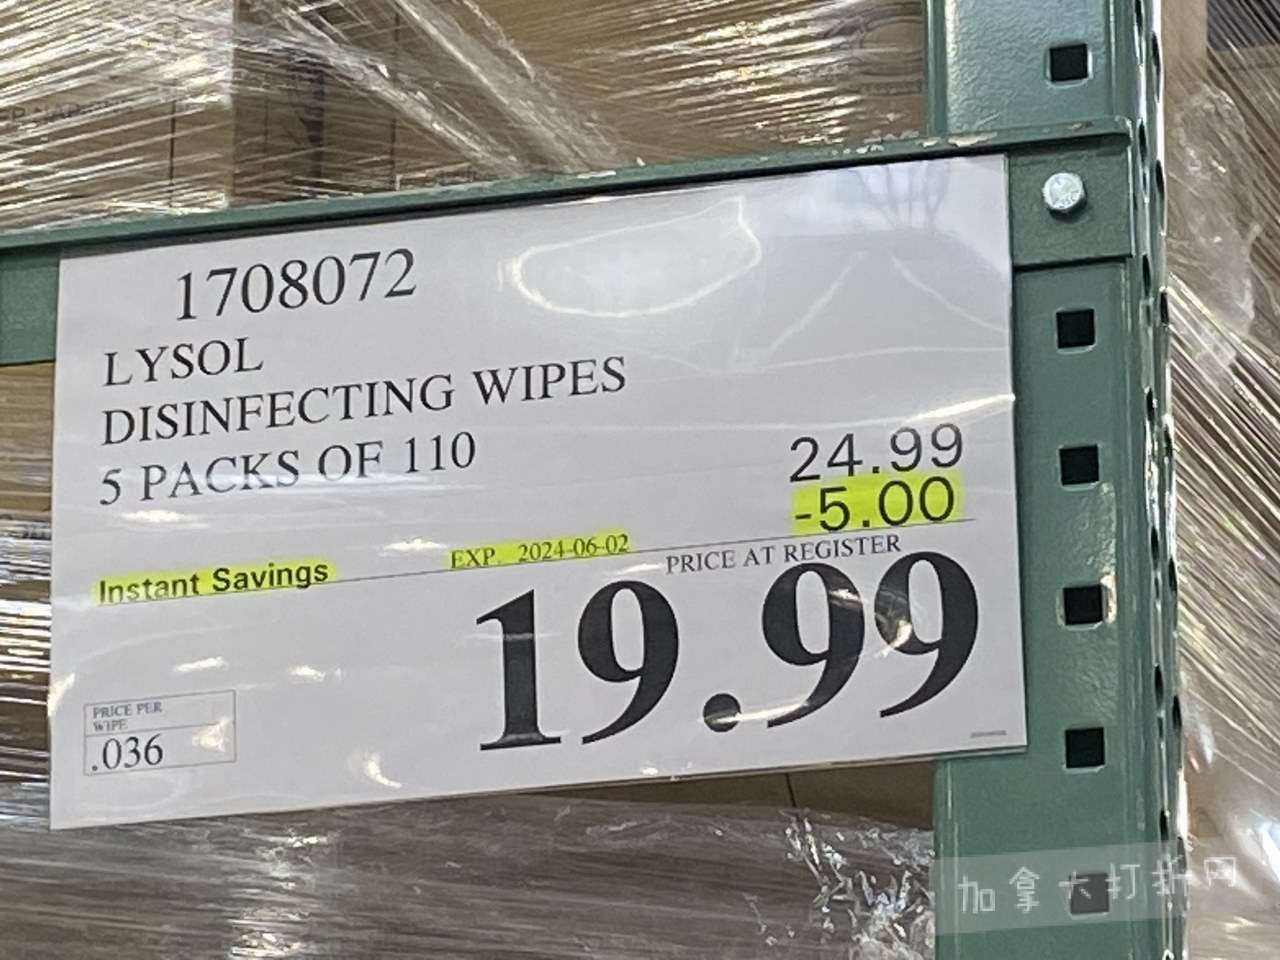 1708072
LYSOL
DISINFECTING WIPES
5 PACKS OF 110
24.99
-5.00
Instant Savings
EXP. 2024-06-02
PRICE AT REGISTER
19.99
PRICE PER
WIPE
.036
加拿大打折网